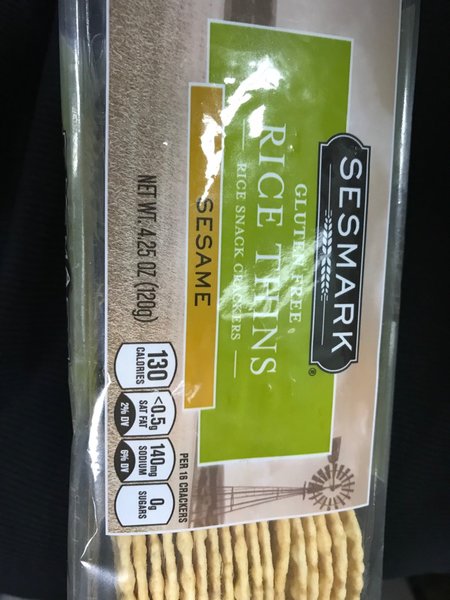 SESMARK®
GLUTEN FREE
RICE THINS
RICE SNACK CRACKERS
SESAME
NET WT. 4.25 OZ (120g)
PER 16 CRACKERS
130
CALORIES
<0.5g
SAT FAT
2% DV
140mg
SODIUM
6% DV
0g
SUGARS